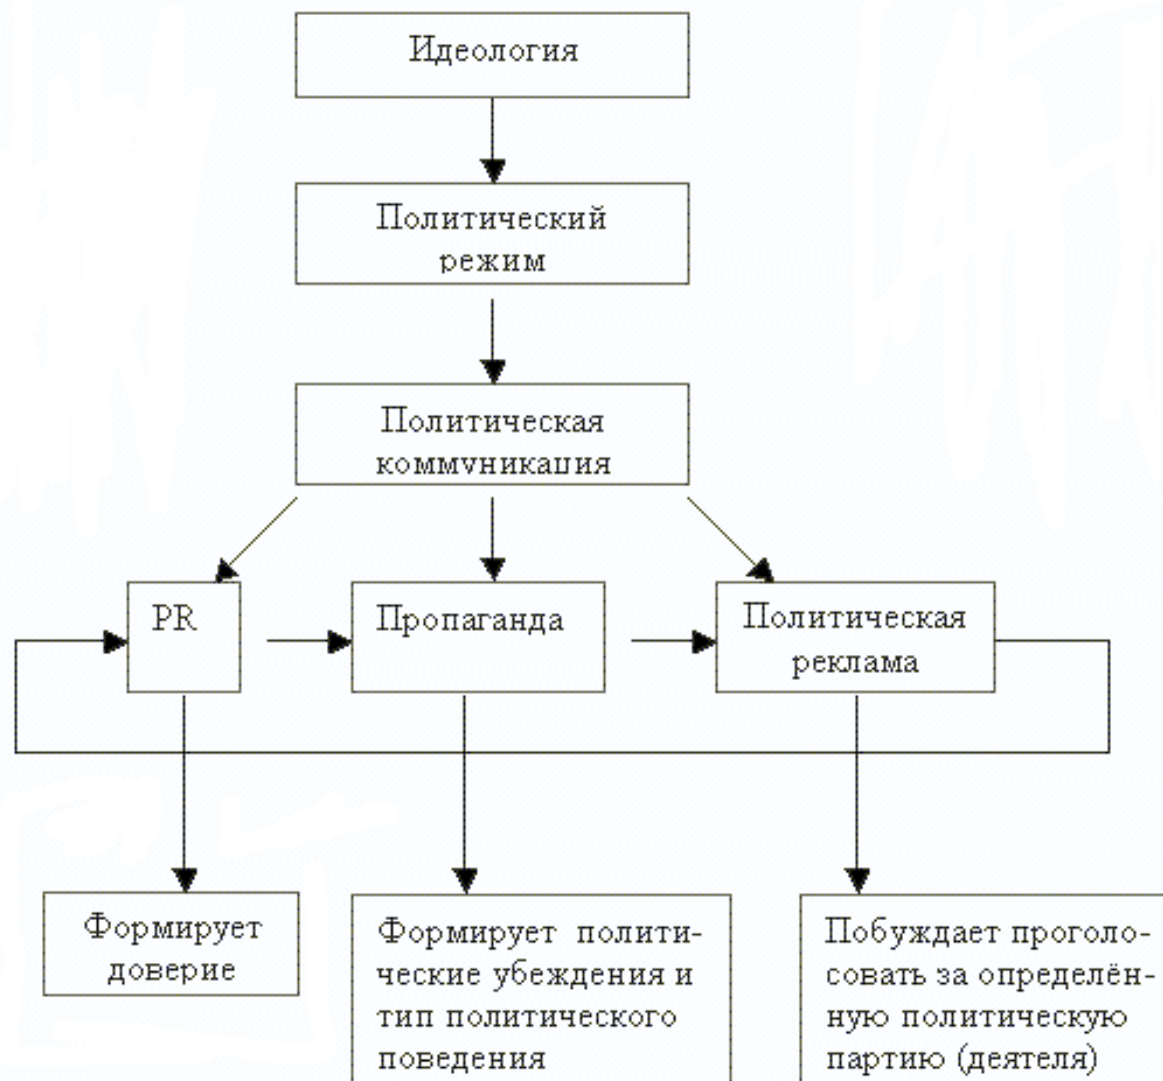 Идеология
Политический
режим
Политическая
коммуникация
PR
Пропаганда
Политическая
реклама
Формирует
доверие
Формирует полити-
ческие убеждения и
тип политического
поведения
Побуждает проголо-
совать за определён-
ную политическую
партию (деятеля)